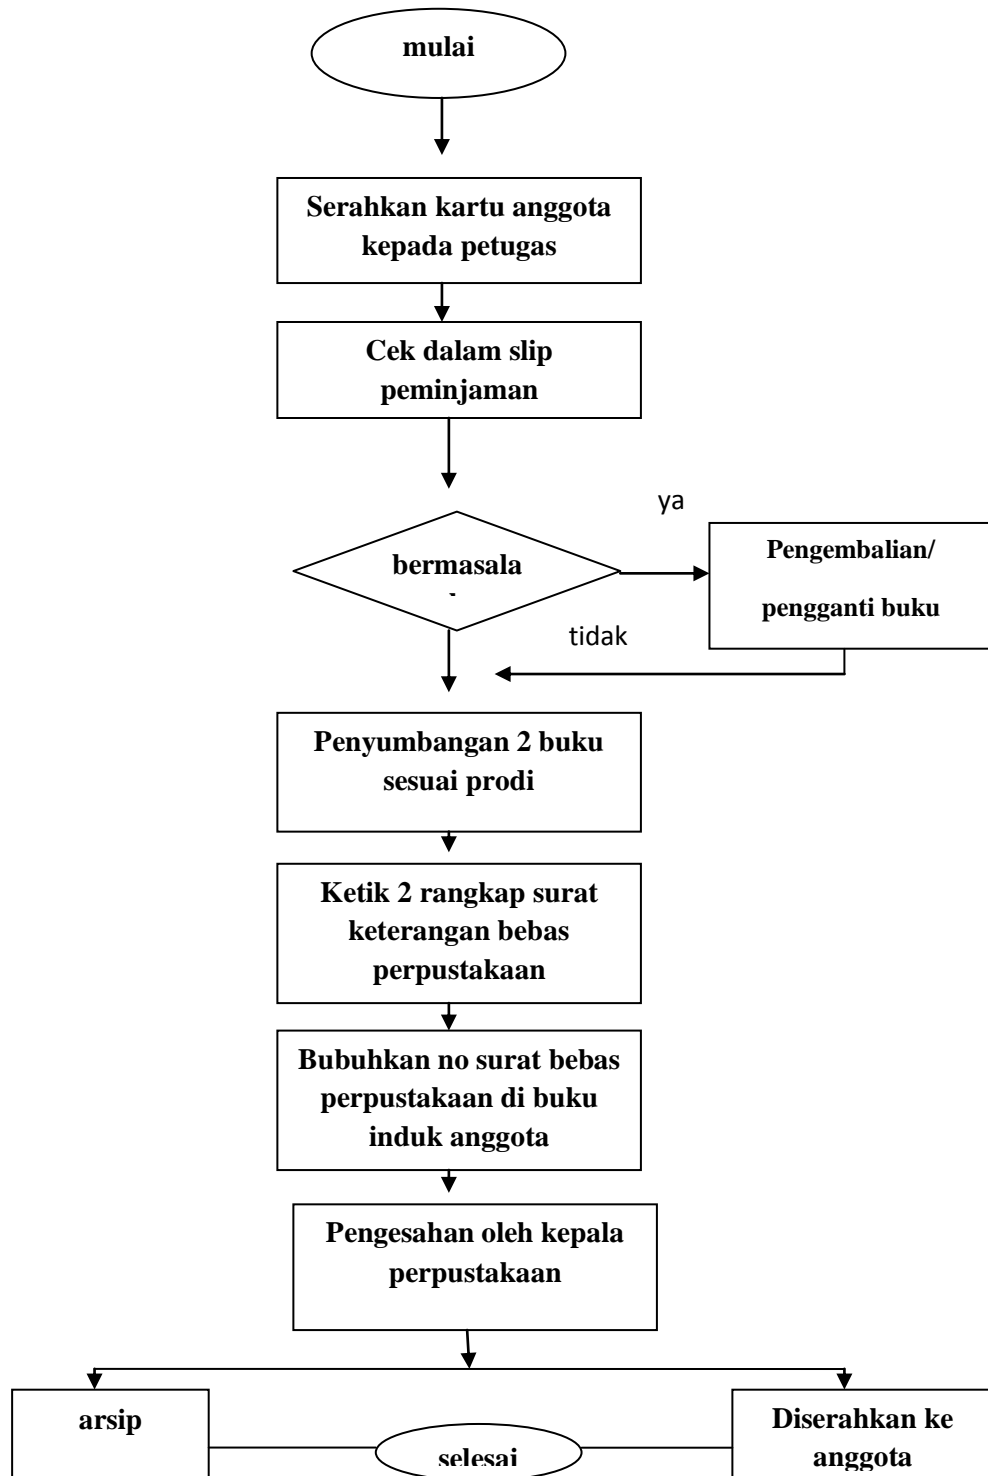 mulai
Serahkan kartu anggota
kepada petugas
Cek dalam slip
peminjaman
ya
bermasala
Pengembalian/
pengganti buku
tidak
Penyumbangan 2 buku
sesuai prodi
Ketik 2 rangkap surat
keterangan bebas
perpustakaan
Bubuhkan no surat bebas
perpustakaan di buku
induk anggota
Pengesahan oleh kepala
perpustakaan
arsip
selesai
Diserahkan ke
anggota